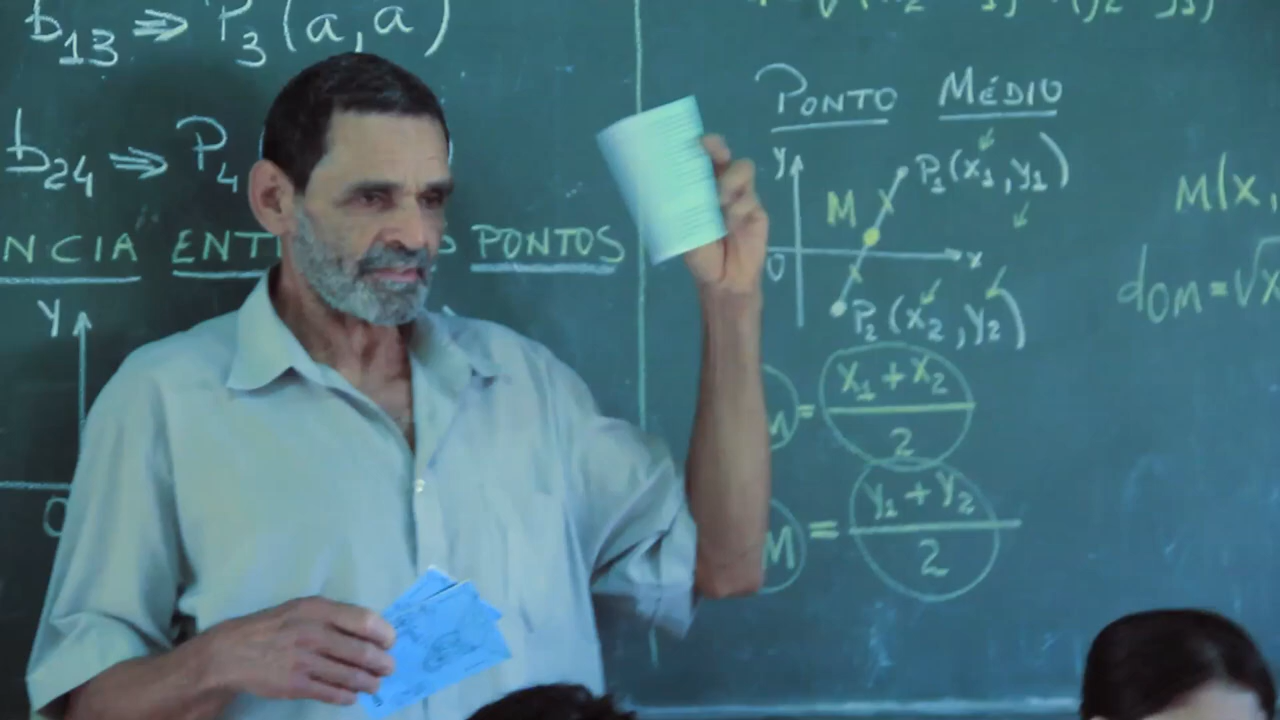 b13 ⇒ P3 (a, a)
b24 ⇒ P4
NCIA ENT PONTOS
Y
0
PONTO MÉDIO
y
P1(x1, y1)
M
0 x
P2(x2, y2)
= x1 + x2 / 2
M = y1 + y2 / 2
M(x,
dOM = √x